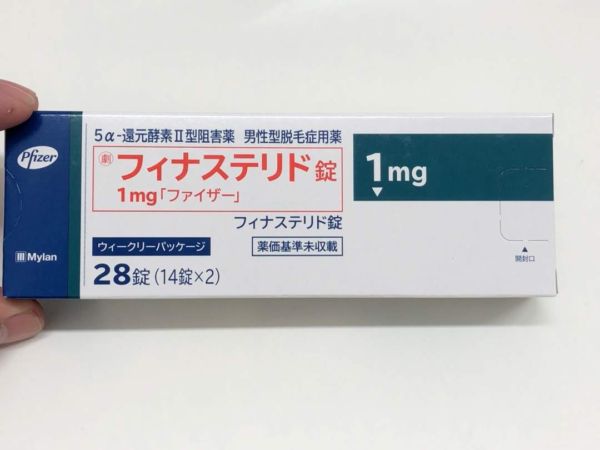 Pfizer
Mylan
5α-還元酵素Ⅱ型阻害薬 男性型脱毛症用薬
劇 フィナステリド錠
1mg「ファイザー」
フィナステリド錠
ウィークリーパッケージ 薬価基準未収載
28錠(14錠×2)
1mg
開封口